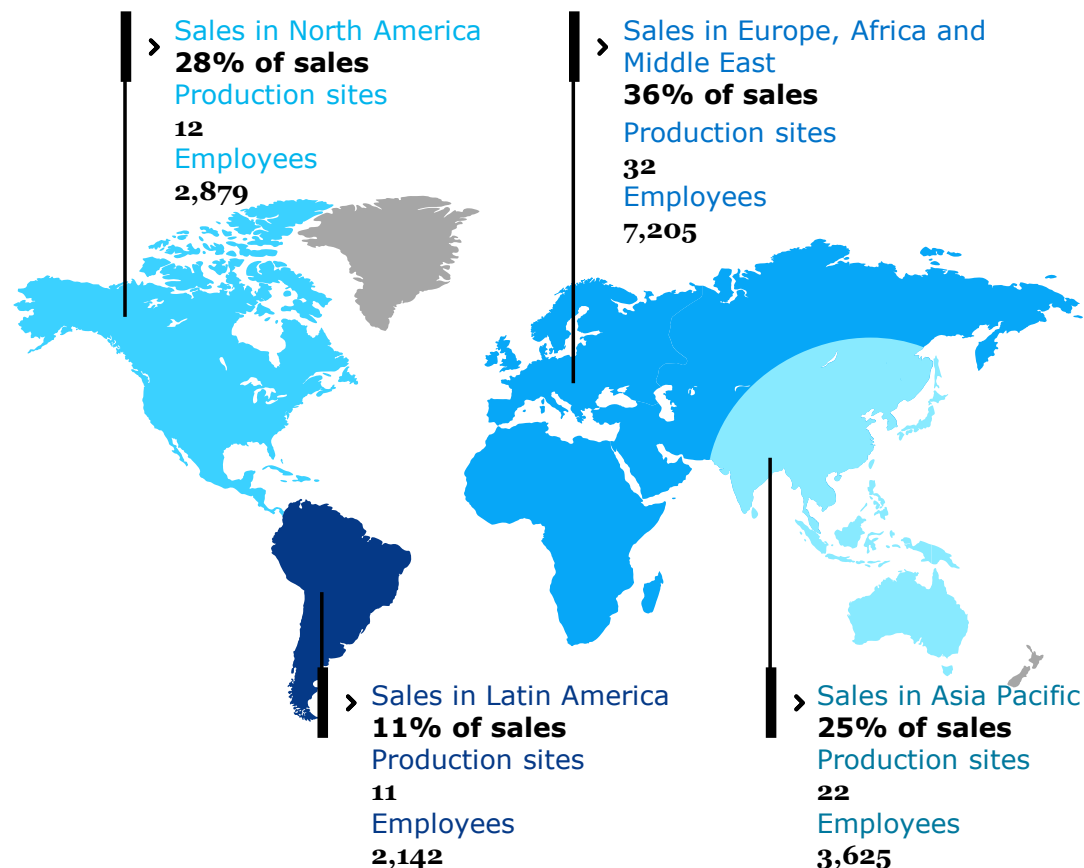 Sales in North America
28% of sales
Production sites
12
Employees
2,879
Sales in Europe, Africa and
Middle East
36% of sales
Production sites
32
Employees
7,205
Sales in Latin America
11% of sales
Production sites
11
Employees
2,142
Sales in Asia Pacific
25% of sales
Production sites
22
Employees
3,625